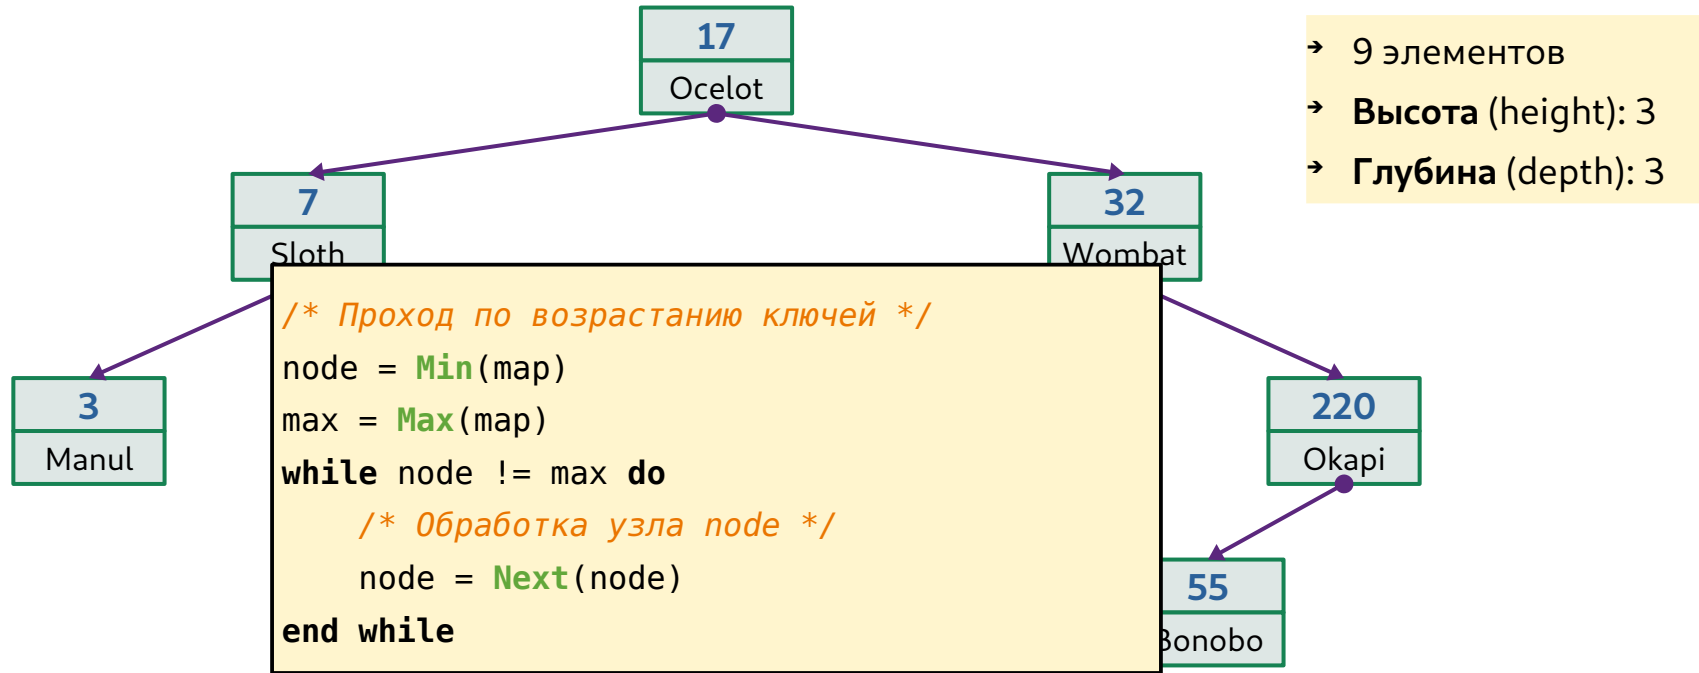 17
Ocelot
→ 9 элементов
→ Высота (height): 3
→ Глубина (depth): 3
7
Sloth
32
Wombat
/* Проход по возрастанию ключей */
node = Min(map)
max = Max(map)
while node != max do
/* Обработка узла node */
node = Next(node)
end while
3
Manul
220
Okapi
55
Bonobo